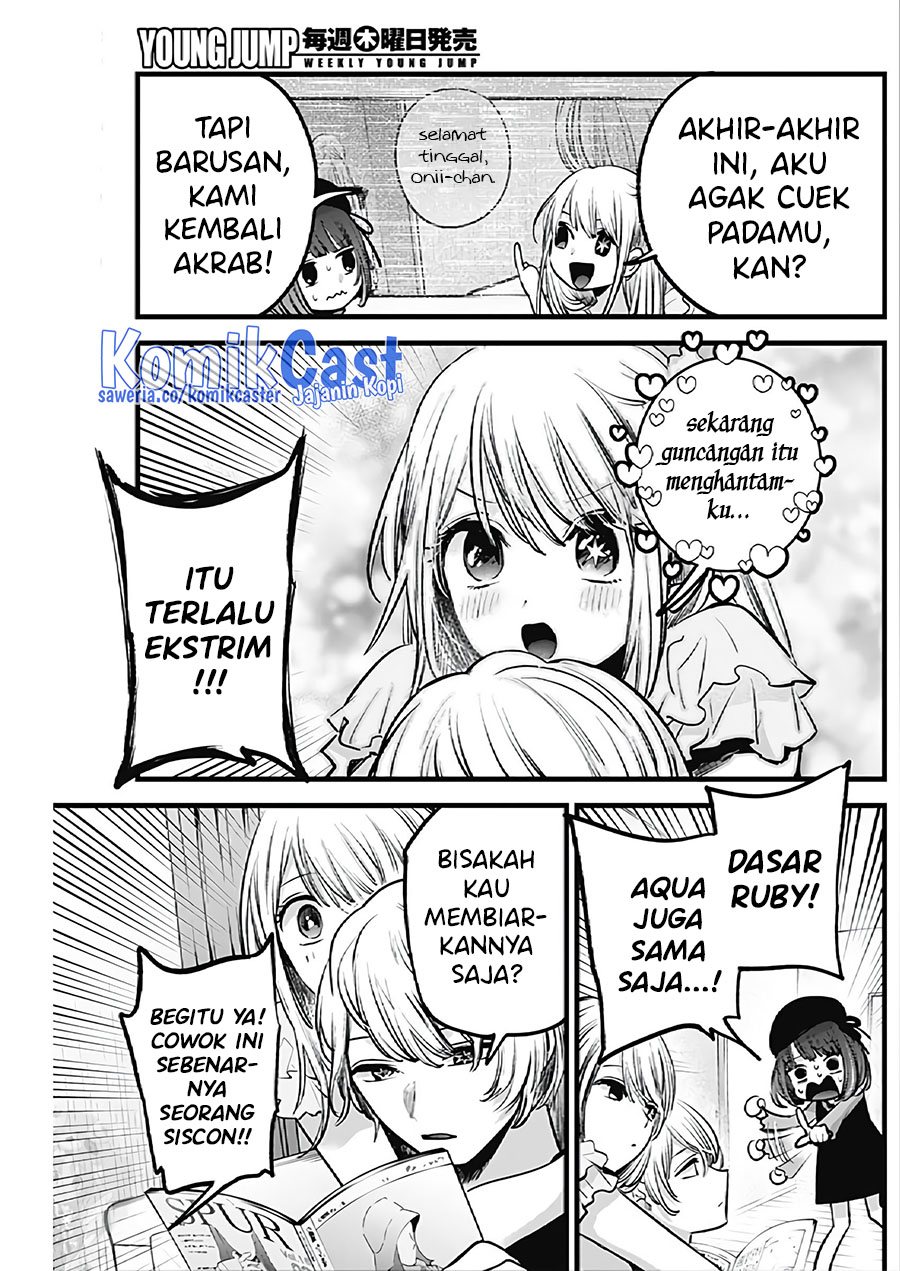 YOUNG JUMP 毎週木曜日発売
WEEKLY YOUNG JUMP
AKHIR-AKHIR
INI, AKU
AGAK CUEK
PADAMU,
KAN?
selamat
tinggal,
onii-chan.
TAPI
BARUSAN,
KAMI
KEMBALI
AKRAB!
KomikCast
saweria.co/komikcaster Jajanin Kopi
sekarang
guncangan itu
menghantam-
ku...
ITU
TERLALU
EKSTRIM
!!!
DASAR
RUBY!
AQUA
JUGA
SAMA
SAJA...!
BISAKAH
KAU
MEMBIAR-
KANNYA
SAJA?
BEGITU YA!
COWOK INI
SEBENAR-
NYA
SEORANG
SISCON!!